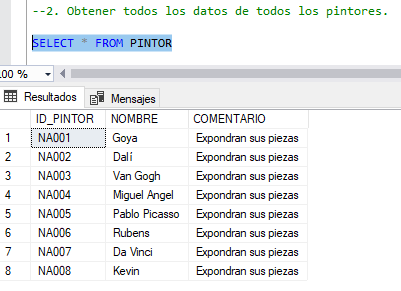 --2. Obtener todos los datos de todos los pintores.
SELECT * FROM PINTOR
100 %
Resultados Mensajes
ID_PINTOR NOMBRE COMENTARIO
1 NA001 Goya Expondran sus piezas
2 NA002 Dalí Expondran sus piezas
3 NA003 Van Gogh Expondran sus piezas
4 NA004 Miguel Angel Expondran sus piezas
5 NA005 Pablo Picasso Expondran sus piezas
6 NA006 Rubens Expondran sus piezas
7 NA007 Da Vinci Expondran sus piezas
8 NA008 Kevin Expondran sus piezas